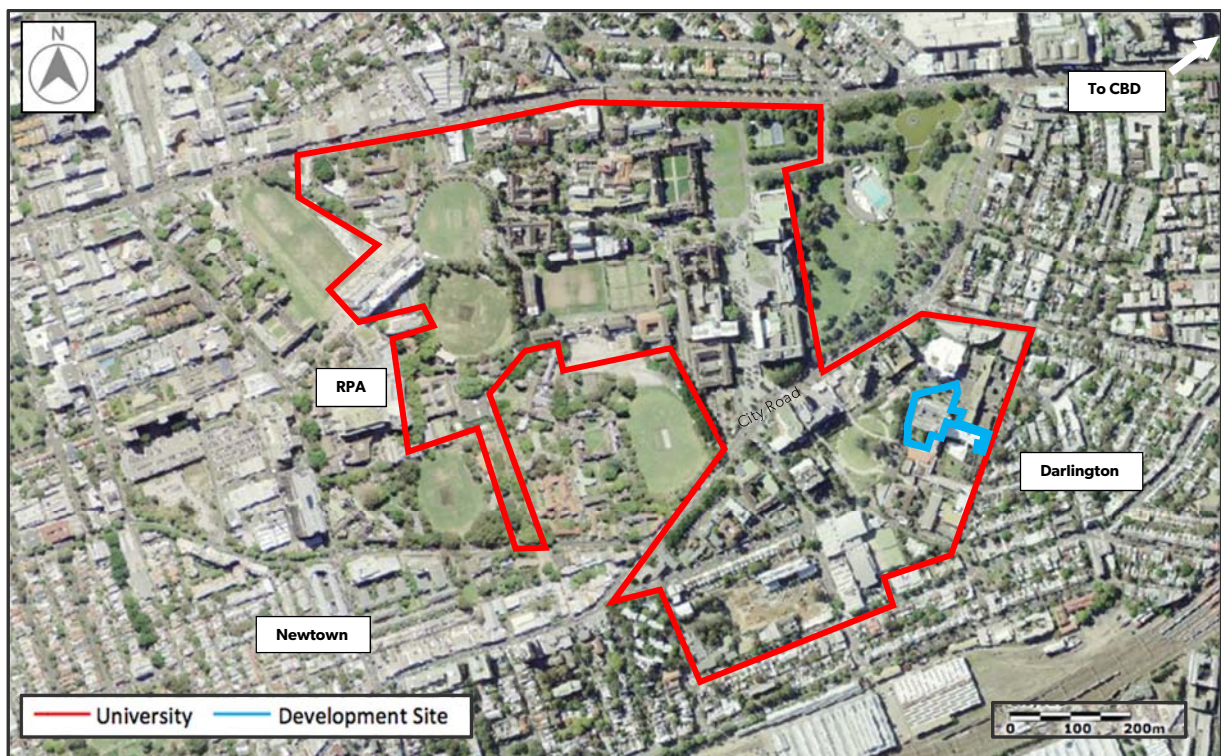 N
To CBD
RPA
City Road
Darlington
Newtown
University Development Site
0 100 200m